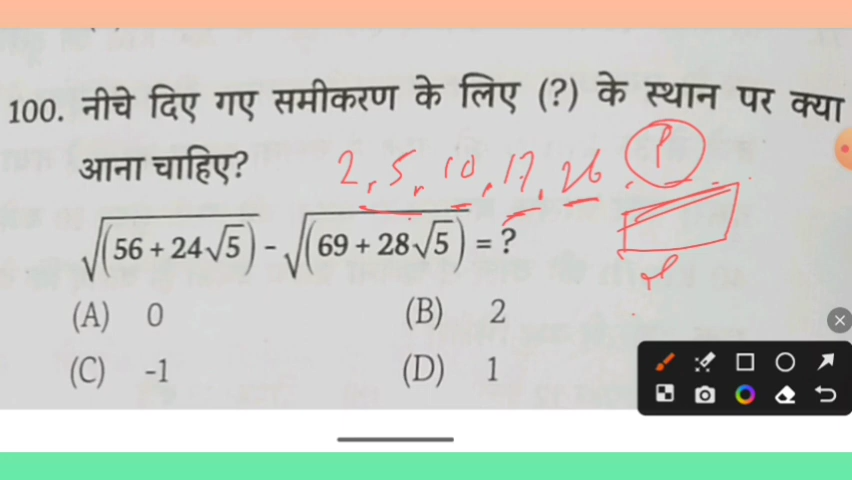 100. नीचे दिए गए समीकरण के लिए (?) के स्थान पर क्या
आना चाहिए?
2, 5, 10, 17, 26 ?
√(56 + 24√5) - √(69 + 28√5) = ?
(A) 0
(B) 2
(C) -1
(D) 1